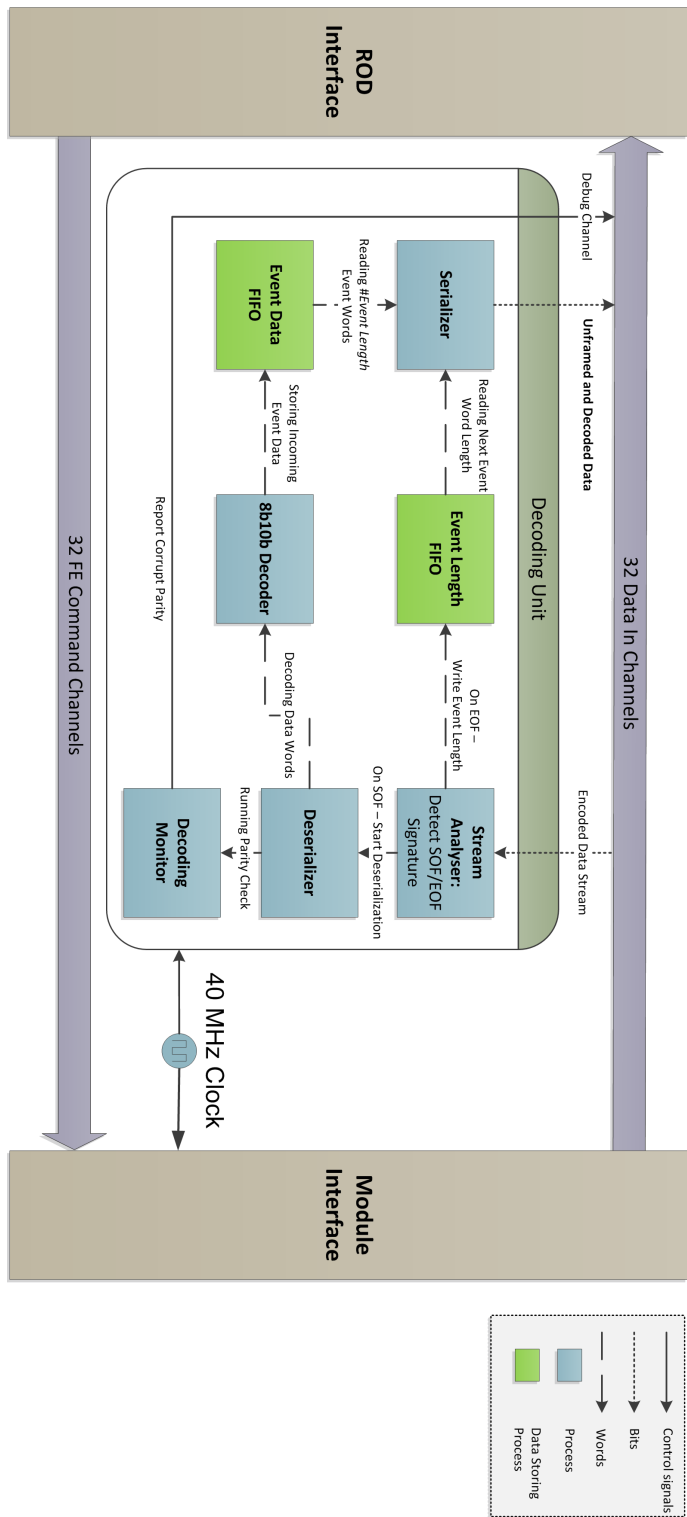 ROD
Interface
32 Data In Channels
Debug Channel
Unframed and Decoded Data
Encoded Data Stream
Decoding Unit
Serializer
Reading Next Event
Word Length
Event Length
FIFO
On EOF –
Write Event Length
Stream
Analyser:
Detect SOF/EOF
Signature
Reading #Event Length
Event Words
On SOF – Start Deserialization
Event Data
FIFO
Storing Incoming
Event Data
8b10b Decoder
Decoding Data Words
Deserializer
Running Parity Check
Report Corrupt Parity
Decoding
Monitor
40 MHz Clock
32 FE Command Channels
Module
Interface
Control signals
Bits
Words
Process
Data Storing
Process